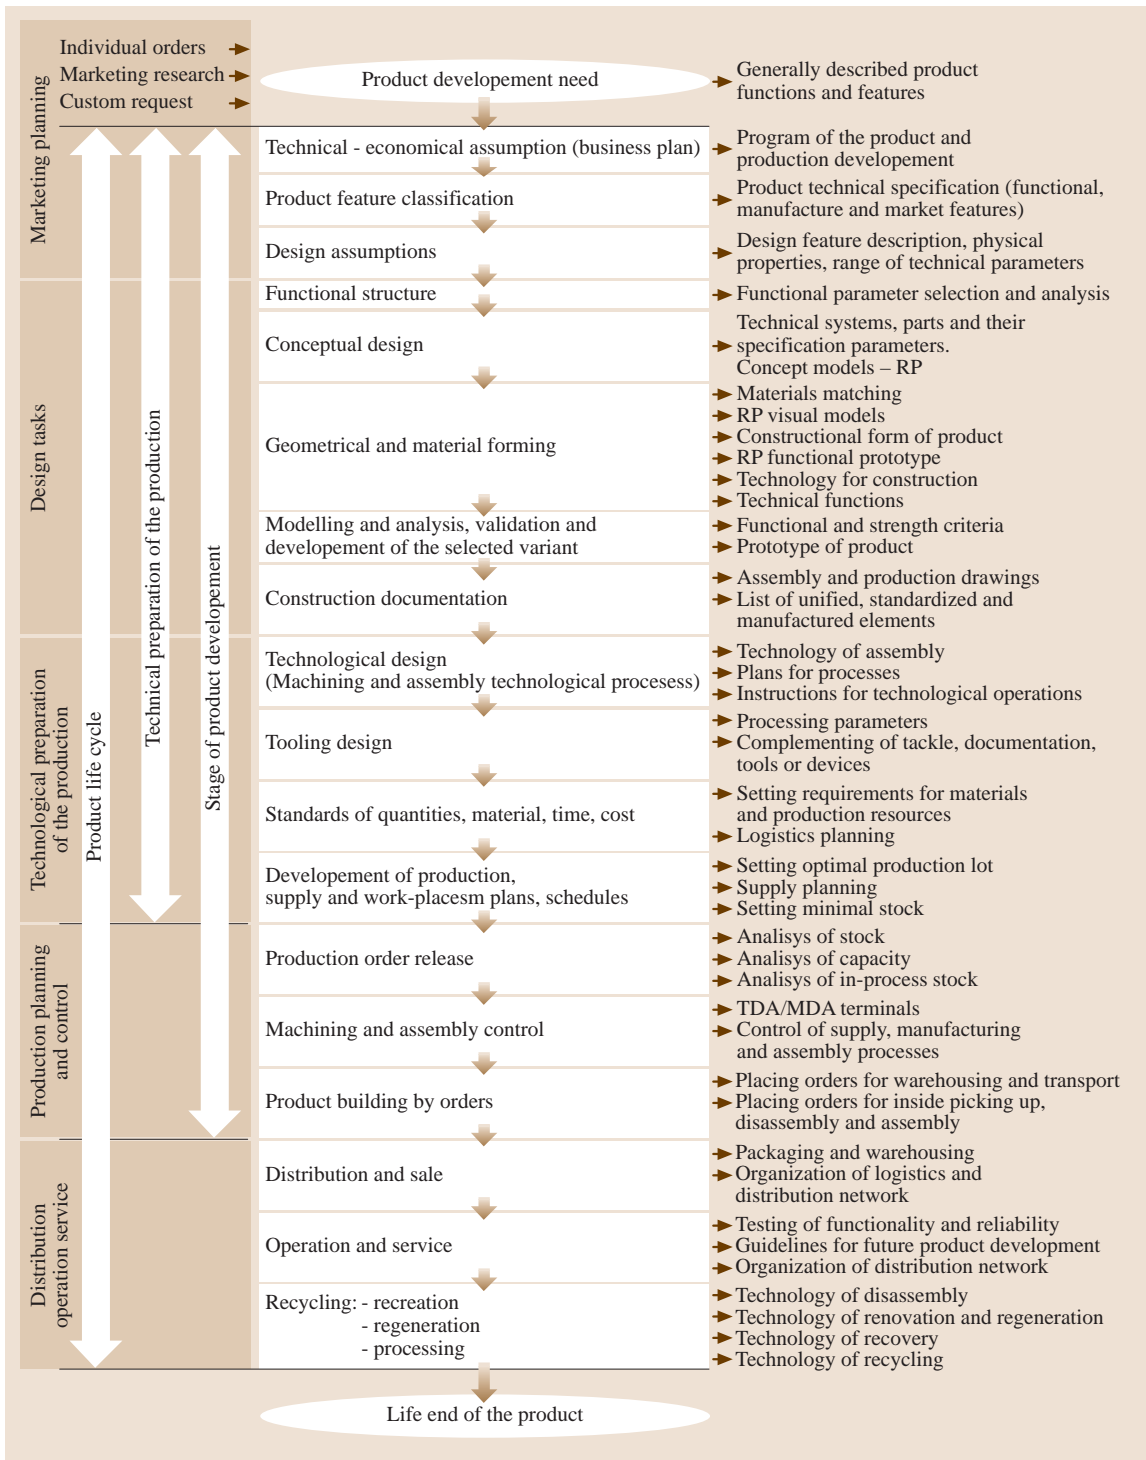 Individual orders
Marketing research
Custom request
Product developement need
Generally described product
functions and features
Marketing planning
Technical - economical assumption (business plan)
Program of the product and
production developement
Product feature classification
Product technical specification (functional,
manufacture and market features)
Design assumptions
Design feature description, physical
properties, range of technical parameters
Design tasks
Functional structure
Functional parameter selection and analysis
Conceptual design
Technical systems, parts and their
specification parameters.
Concept models – RP
Geometrical and material forming
Materials matching
RP visual models
Constructional form of product
RP functional prototype
Technology for construction
Technical functions
Modelling and analysis, validation and
developement of the selected variant
Functional and strength criteria
Prototype of product
Construction documentation
Assembly and production drawings
List of unified, standardized and
manufactured elements
Product life cycle
Technical preparation of the production
Stage of product developement
Technological preparation
of the production
Technological design
(Machining and assembly technological procesess)
Technology of assembly
Plans for processes
Instructions for technological operations
Tooling design
Processing parameters
Complementing of tackle, documentation,
tools or devices
Standards of quantities, material, time, cost
Setting requirements for materials
and production resources
Logistics planning
Developement of production,
supply and work-placesm plans, schedules
Setting optimal production lot
Supply planning
Setting minimal stock
Production planning
and control
Production order release
Analisys of stock
Analisys of capacity
Analisys of in-process stock
Machining and assembly control
TDA/MDA terminals
Control of supply, manufacturing
and assembly processes
Product building by orders
Placing orders for warehousing and transport
Placing orders for inside picking up,
disassembly and assembly
Distribution
operation service
Distribution and sale
Packaging and warehousing
Organization of logistics and
distribution network
Operation and service
Testing of functionality and reliability
Guidelines for future product development
Organization of distribution network
Recycling: - recreation
- regeneration
- processing
Technology of disassembly
Technology of renovation and regeneration
Technology of recovery
Technology of recycling
Life end of the product